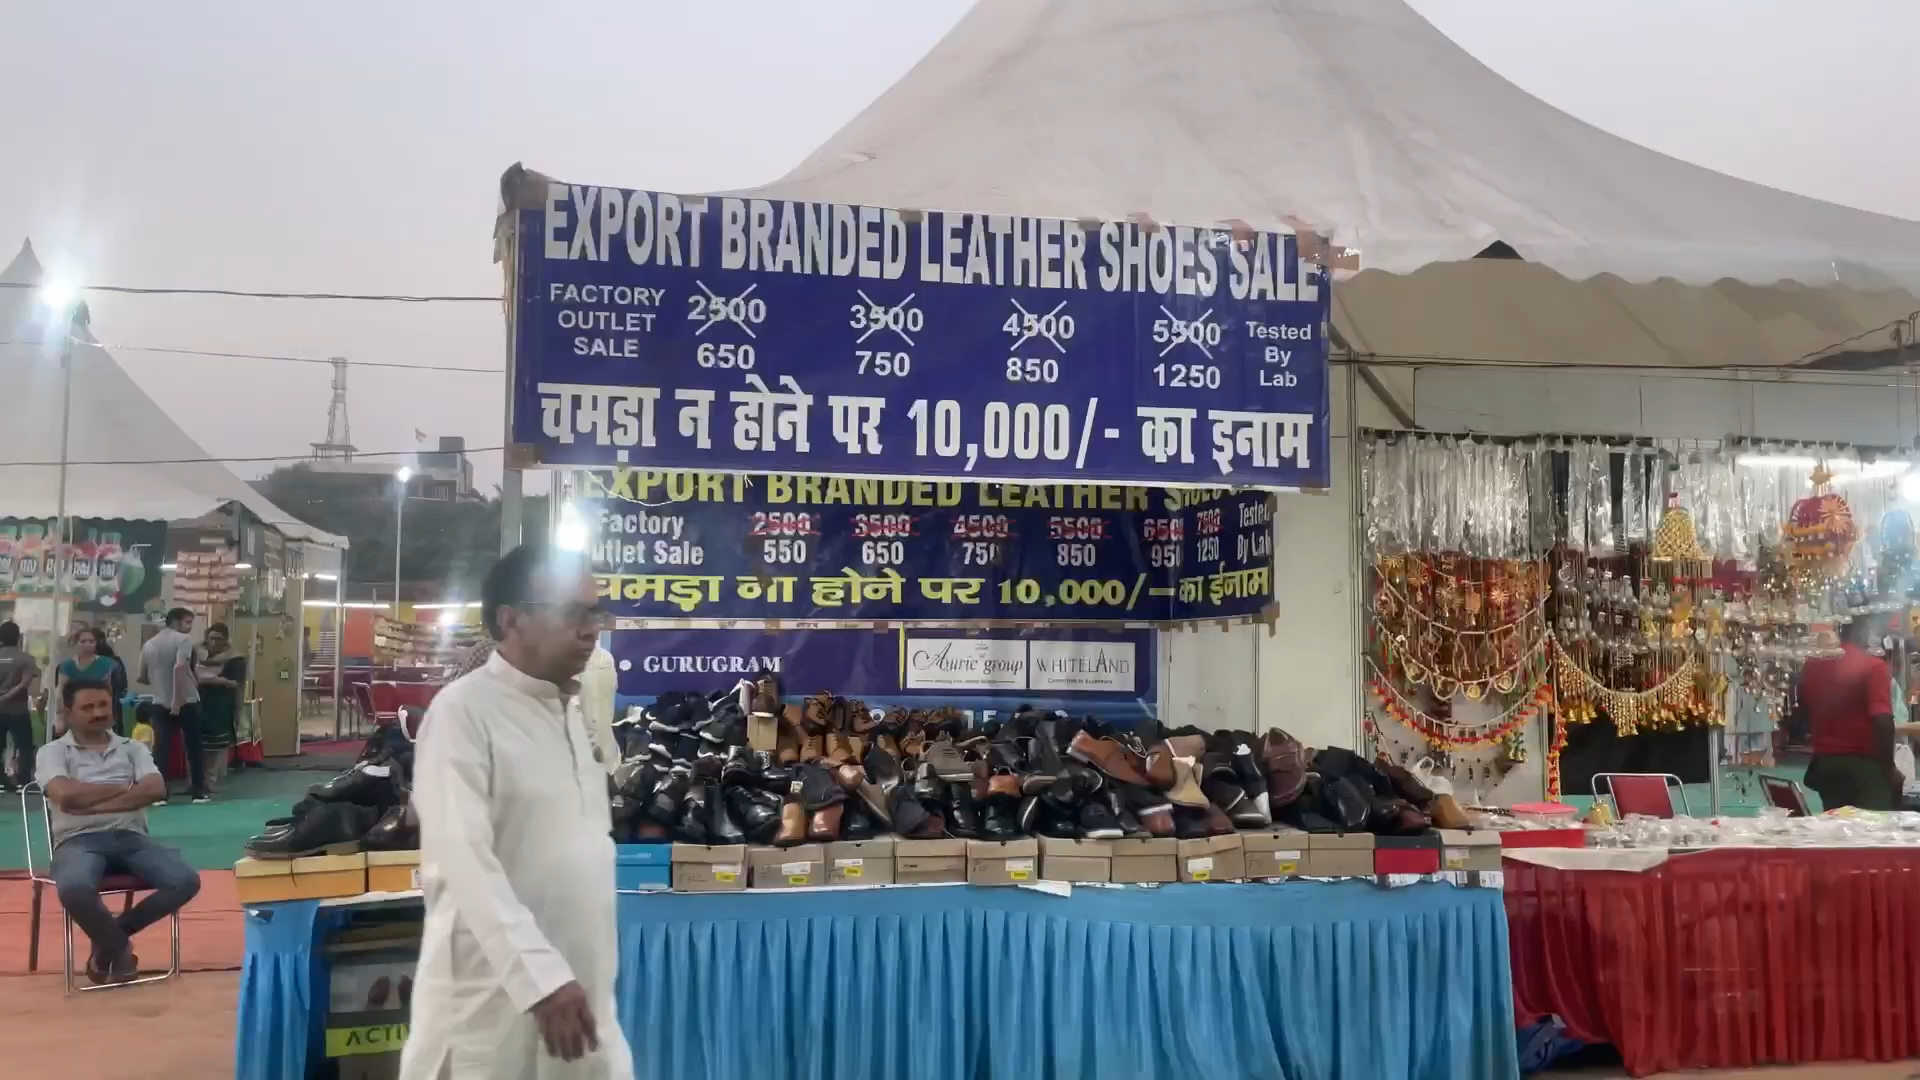 EXPORT BRANDED LEATHER SHOES SALE
FACTORY OUTLET SALE
2500 3500 4500 5500
650 750 850 1250
Tested By Lab
चमड़ा न होने पर 10,000/- का इनाम
EXPORT BRANDED LEATHER
Factory
2500 3500 4500 5500 6500 7500
Outlet Sale 550 650 750 850 950 1250
Tested
By Lab
चमड़ा ना होने पर 10,000/– का ईनाम
• GURUGRAM
Auric group
WHITELAND